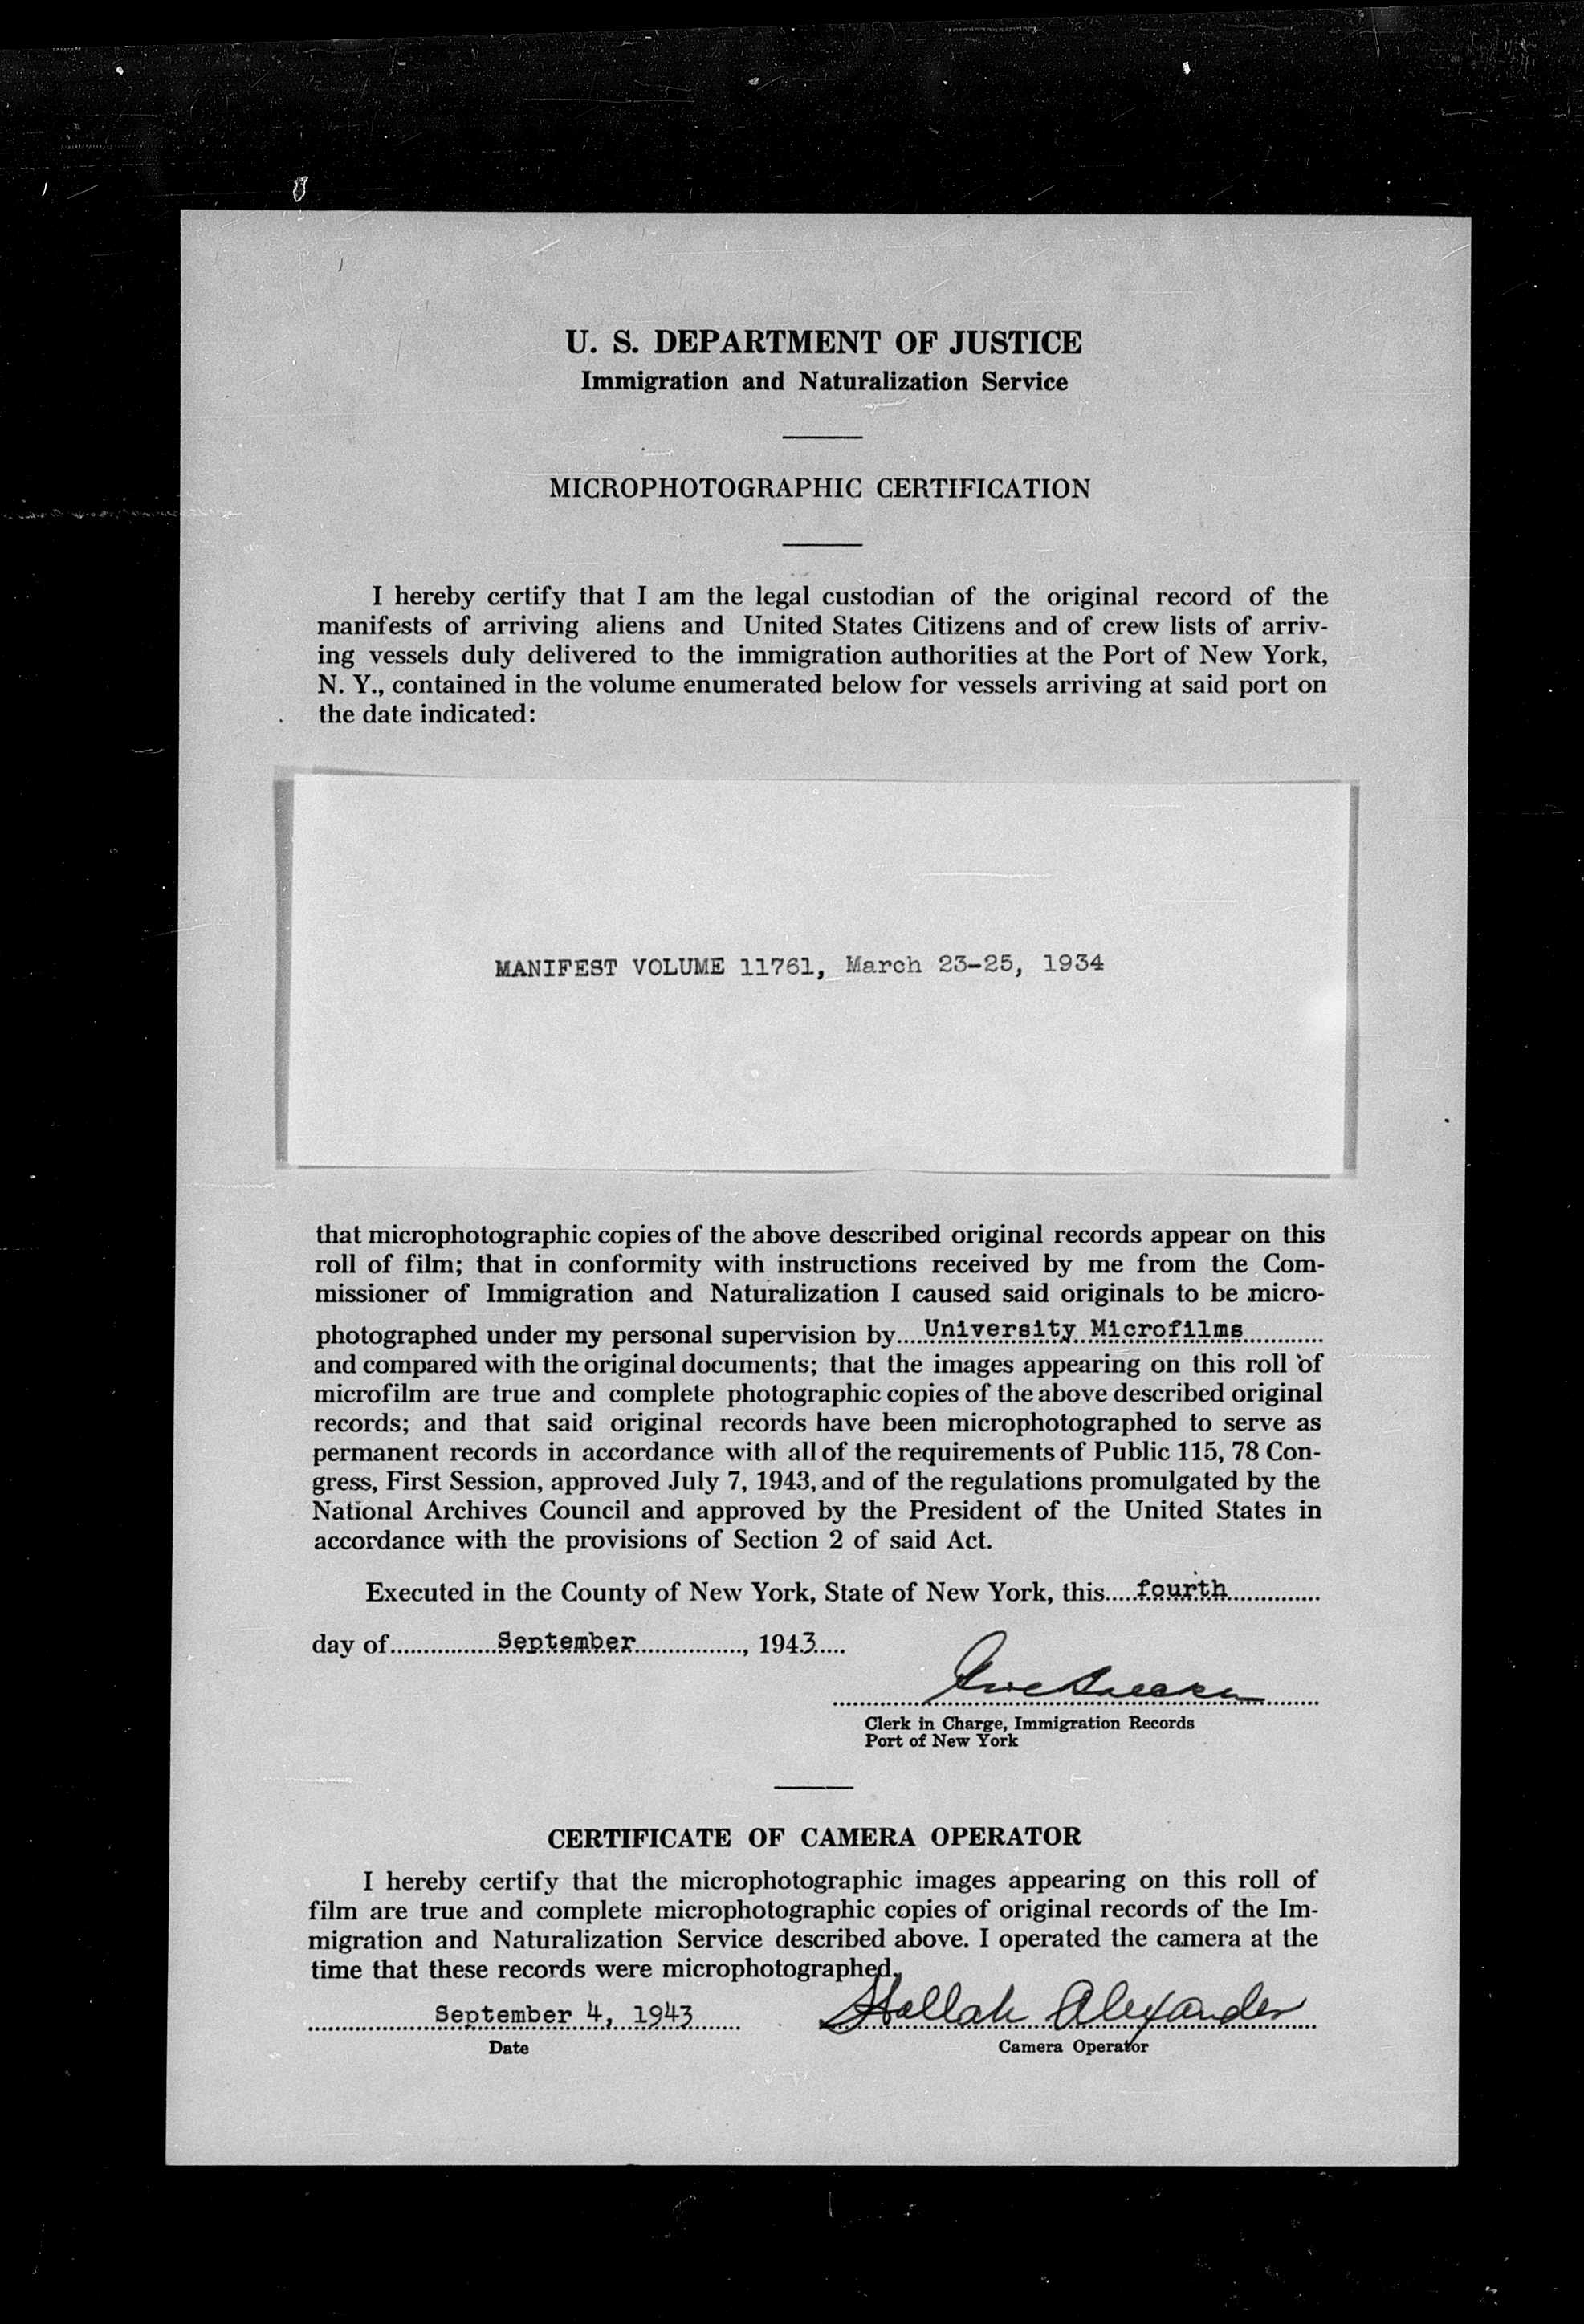 U. S. DEPARTMENT OF JUSTICE
Immigration and Naturalization Service
MICROPHOTOGRAPHIC CERTIFICATION
I hereby certify that I am the legal custodian of the original record of the
manifests of arriving aliens and United States Citizens and of crew lists of arriv-
ing vessels duly delivered to the immigration authorities at the Port of New York,
N. Y., contained in the volume enumerated below for vessels arriving at said port on
the date indicated:
MANIFEST VOLUME 11761, March 23-25, 1934
that microphotographic copies of the above described original records appear on this
roll of film; that in conformity with instructions received by me from the Com-
missioner of Immigration and Naturalization I caused said originals to be micro-
photographed under my personal supervision by....University Microfilms............
and compared with the original documents; that the images appearing on this roll of
microfilm are true and complete photographic copies of the above described original
records; and that said original records have been microphotographed to serve as
permanent records in accordance with all of the requirements of Public 115, 78 Con-
gress, First Session, approved July 7, 1943, and of the regulations promulgated by the
National Archives Council and approved by the President of the United States in
accordance with the provisions of Section 2 of said Act.
Executed in the County of New York, State of New York, this.....fourth..............
day of................September................, 1943.....
Clerk in Charge, Immigration Records
Port of New York
CERTIFICATE OF CAMERA OPERATOR
I hereby certify that the microphotographic images appearing on this roll of
film are true and complete microphotographic copies of original records of the Im-
migration and Naturalization Service described above. I operated the camera at the
time that these records were microphotographed.
September 4, 1943 Alexander
Date Camera Operator